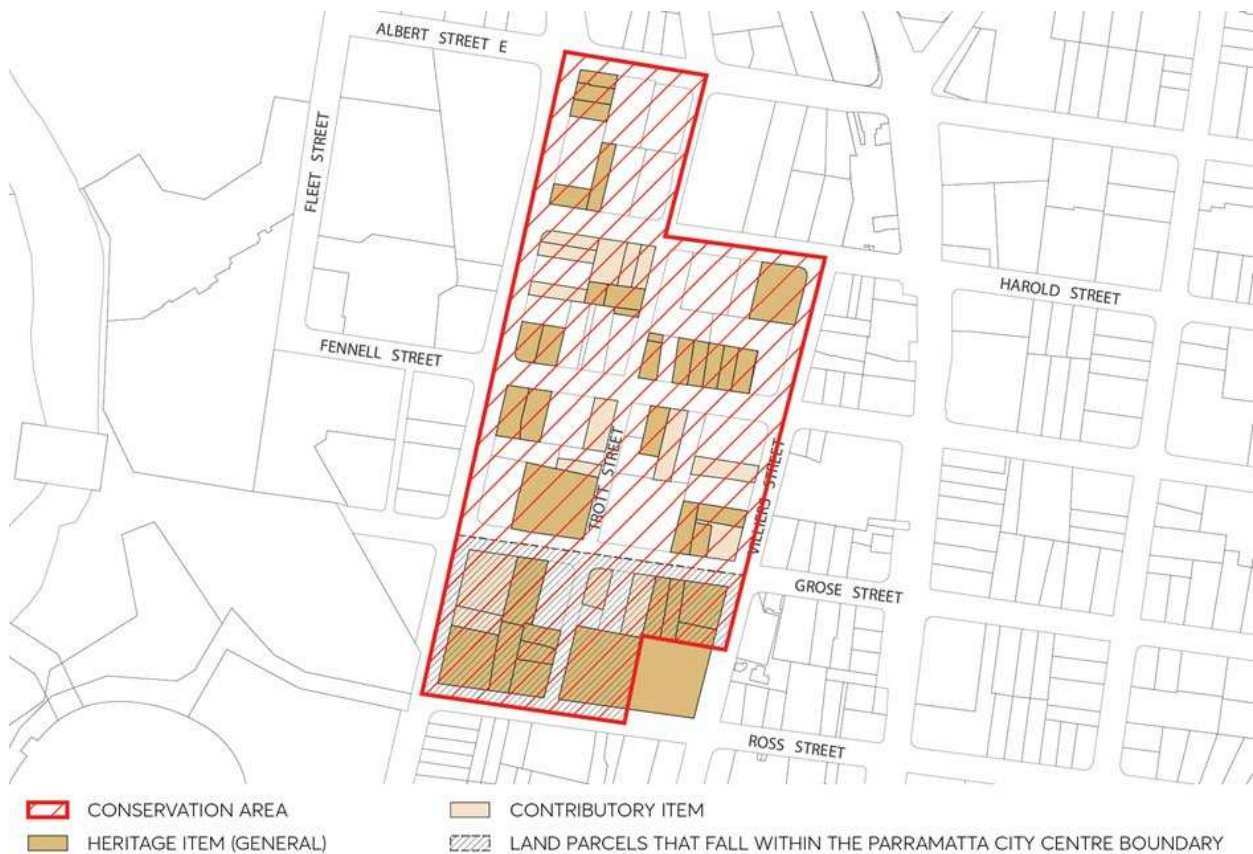 ALBERT STREET E
FLEET STREET
HAROLD STREET
FENNELL STREET
TROTT STREET
VILLIERS STREET
GROSE STREET
ROSS STREET
CONSERVATION AREA
CONTRIBUTORY ITEM
HERITAGE ITEM (GENERAL)
LAND PARCELS THAT FALL WITHIN THE PARRAMATTA CITY CENTRE BOUNDARY